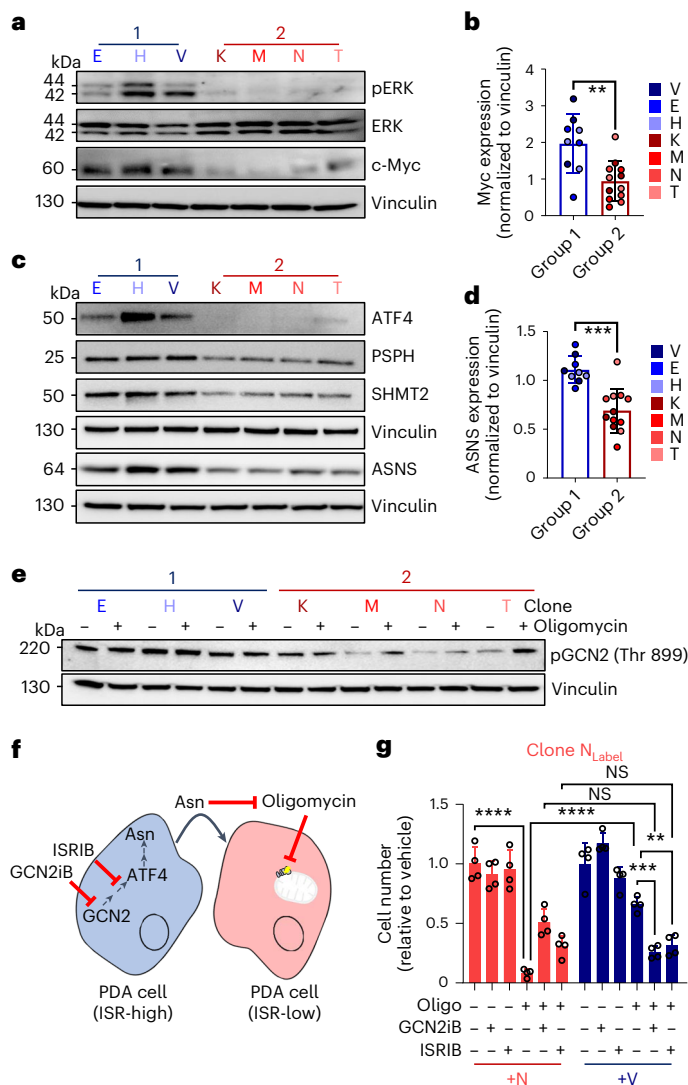 a
1 2
kDa E H V K M N T
44
42
pERK
44
42
ERK
60 c-Myc
130 Vinculin
b
Myc expression
(normalized to vinculin)
4
3
2
1
0
**
Group 1 Group 2
V
E
H
K
M
N
T
c
1 2
kDa E H V K M N T
50 ATF4
25 PSPH
50 SHMT2
130 Vinculin
64 ASNS
130 Vinculin
d
ASNS expression
(normalized to vinculin)
1.5
1.0
0.5
0
***
Group 1 Group 2
V
E
H
K
M
N
T
e
1 2
E H V K M N T Clone
kDa – + – + – + – + – + – + – + Oligomycin
220 pGCN2 (Thr 899)
130 Vinculin
f
Asn Oligomycin
Asn
ISRIB
GCN2iB
ATF4
GCN2
PDA cell
(ISR-high)
PDA cell
(ISR-low)
g
Clone NLabel
NS
NS
**** ****
**
***
Cell number
(relative to vehicle)
1.5
1.0
0.5
0
Oligo – – – + + + – – – + + +
GCN2iB – + – – + – – + – – + –
ISRIB – – + – – + – – + – – +
+N +V